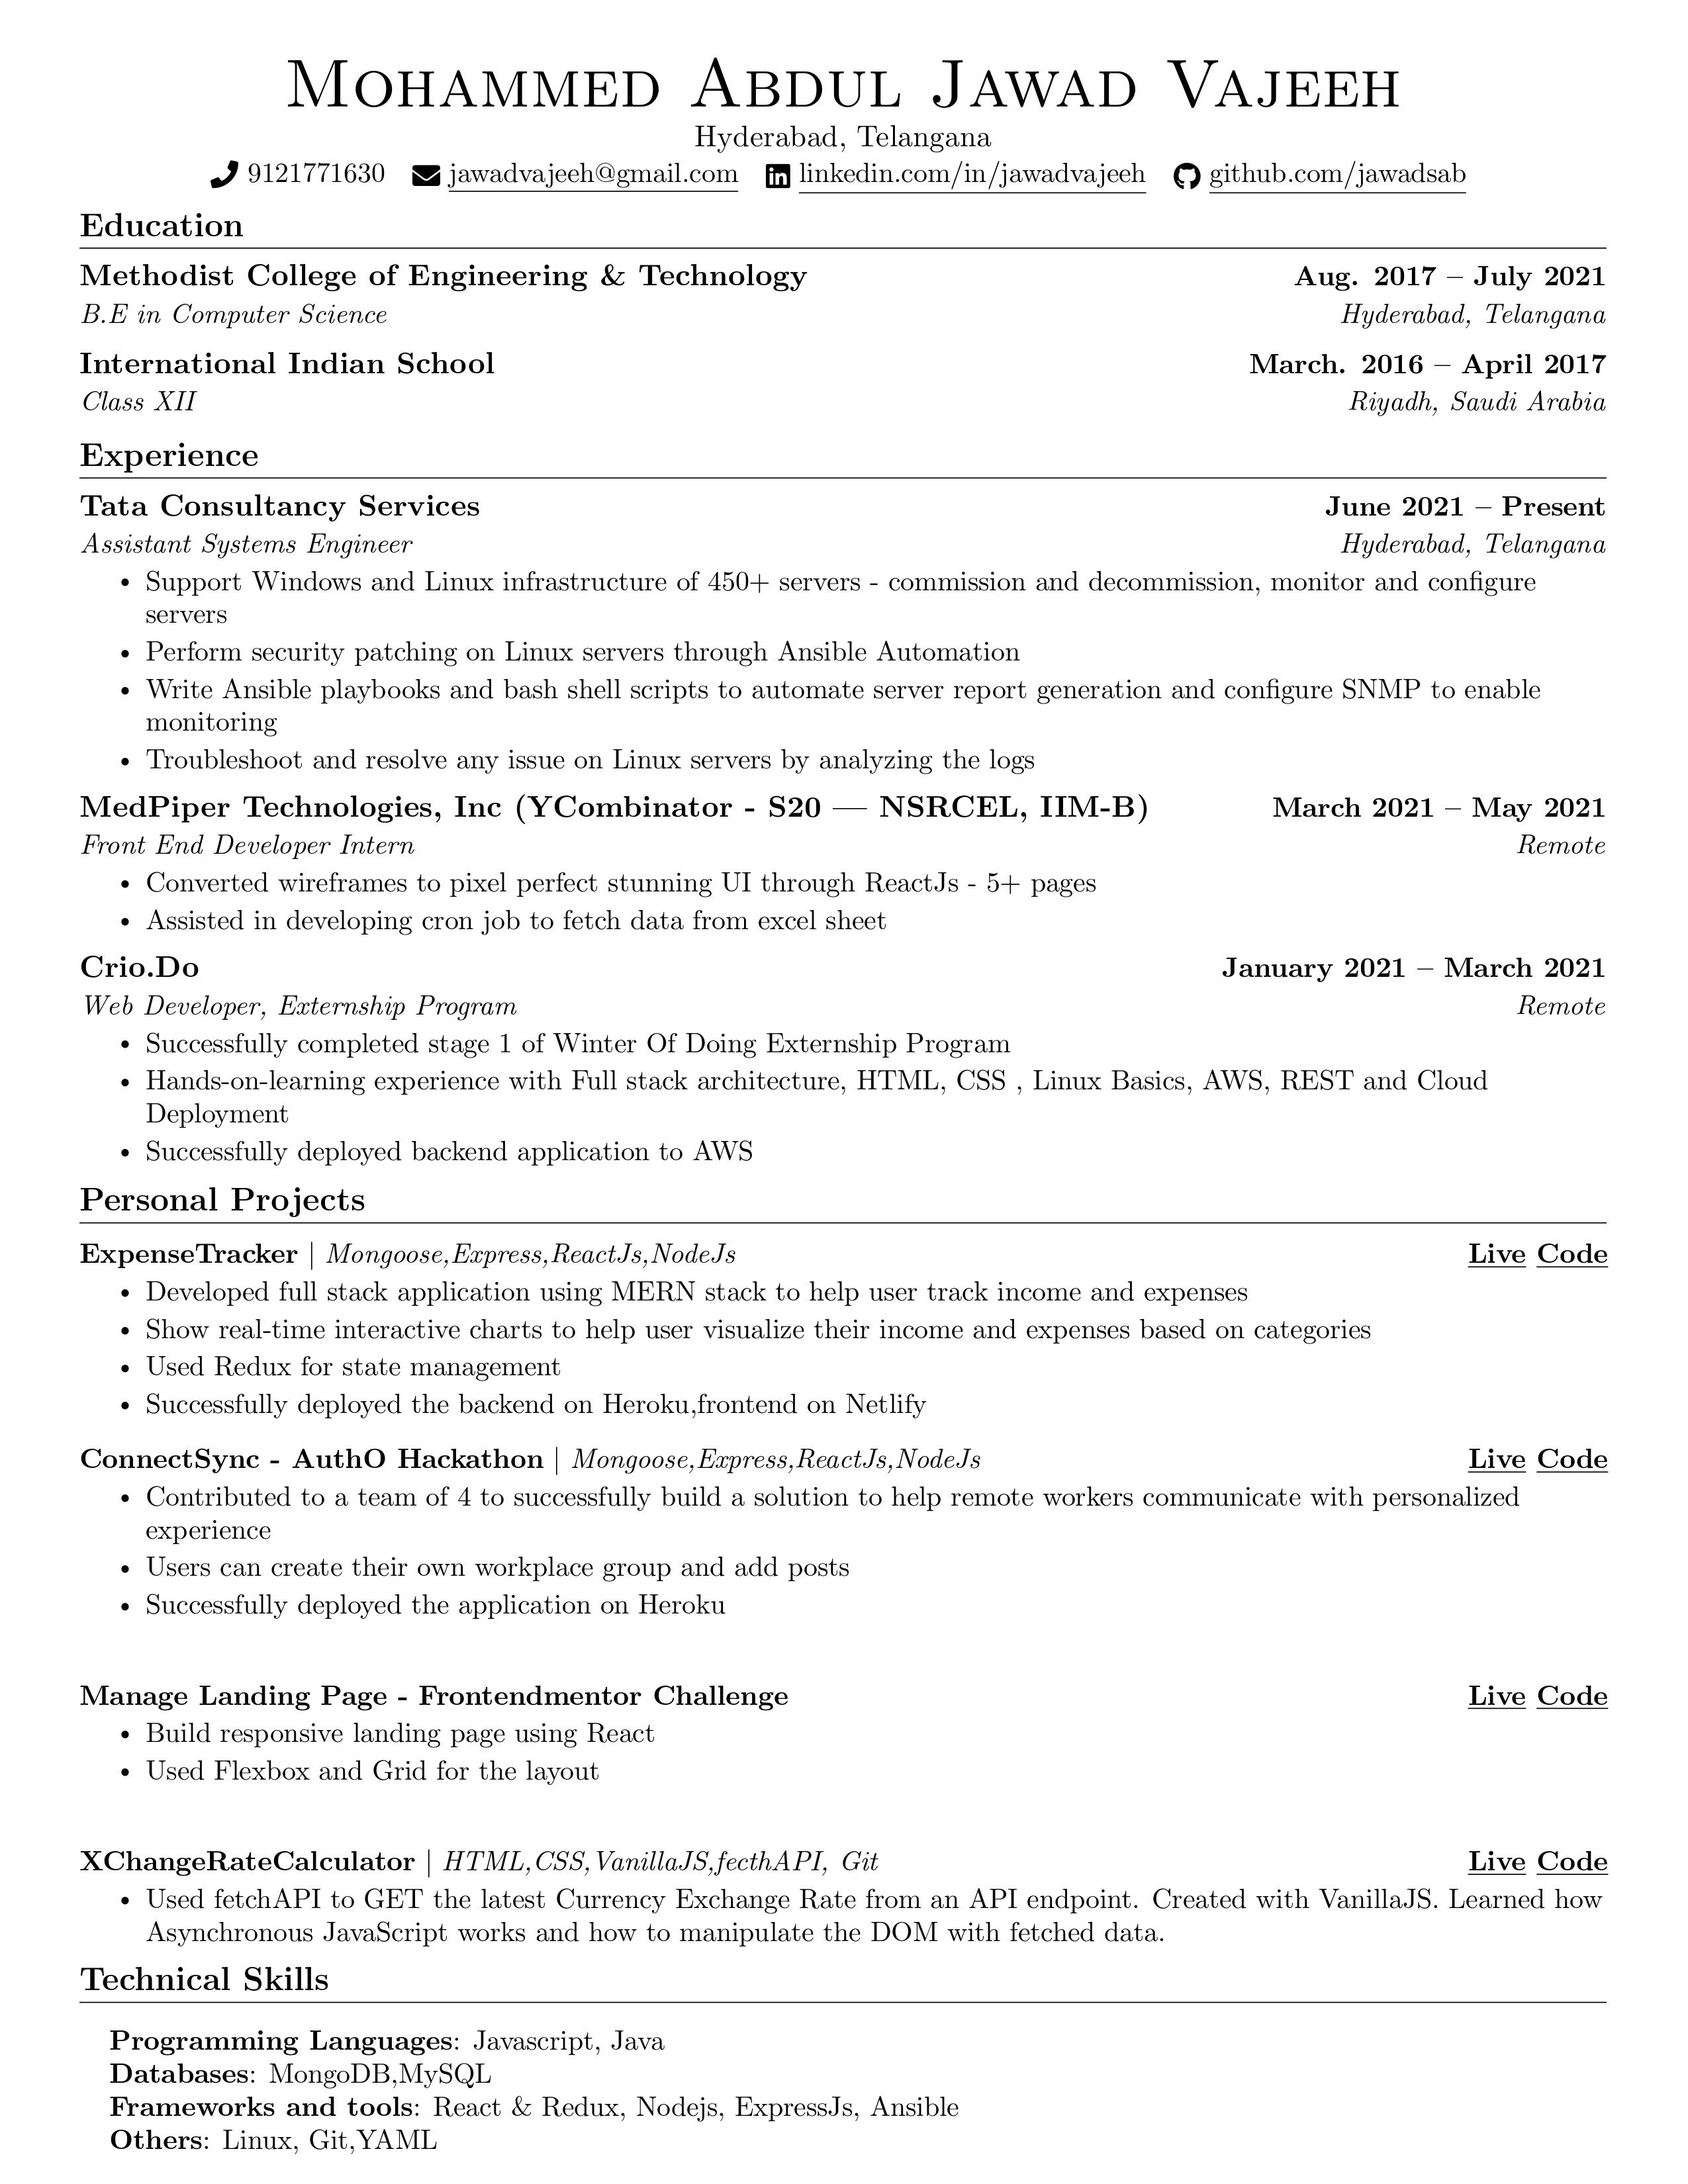 Mohammed Abdul Jawad Vajeeh
Hyderabad, Telangana
9121771630 jawadvajeeh@gmail.com linkedin.com/in/jawadvajeeh github.com/jawadsab
Education
Methodist College of Engineering & Technology Aug. 2017 – July 2021
B.E in Computer Science Hyderabad, Telangana
International Indian School March. 2016 – April 2017
Class XII Riyadh, Saudi Arabia
Experience
Tata Consultancy Services June 2021 – Present
Assistant Systems Engineer Hyderabad, Telangana
• Support Windows and Linux infrastructure of 450+ servers - commission and decommission, monitor and configure
servers
• Perform security patching on Linux servers through Ansible Automation
• Write Ansible playbooks and bash shell scripts to automate server report generation and configure SNMP to enable
monitoring
• Troubleshoot and resolve any issue on Linux servers by analyzing the logs
MedPiper Technologies, Inc (YCombinator - S20 — NSRCEL, IIM-B) March 2021 – May 2021
Front End Developer Intern Remote
• Converted wireframes to pixel perfect stunning UI through ReactJs - 5+ pages
• Assisted in developing cron job to fetch data from excel sheet
Crio.Do January 2021 – March 2021
Web Developer, Externship Program Remote
• Successfully completed stage 1 of Winter Of Doing Externship Program
• Hands-on-learning experience with Full stack architecture, HTML, CSS , Linux Basics, AWS, REST and Cloud
Deployment
• Successfully deployed backend application to AWS
Personal Projects
ExpenseTracker | Mongoose,Express,ReactJs,NodeJs Live Code
• Developed full stack application using MERN stack to help user track income and expenses
• Show real-time interactive charts to help user visualize their income and expenses based on categories
• Used Redux for state management
• Successfully deployed the backend on Heroku,frontend on Netlify
ConnectSync - AuthO Hackathon | Mongoose,Express,ReactJs,NodeJs Live Code
• Contributed to a team of 4 to successfully build a solution to help remote workers communicate with personalized
experience
• Users can create their own workplace group and add posts
• Successfully deployed the application on Heroku
Manage Landing Page - Frontendmentor Challenge Live Code
• Build responsive landing page using React
• Used Flexbox and Grid for the layout
XChangeRateCalculator | HTML,CSS,VanillaJS,fecthAPI, Git Live Code
• Used fetchAPI to GET the latest Currency Exchange Rate from an API endpoint. Created with VanillaJS. Learned how
Asynchronous JavaScript works and how to manipulate the DOM with fetched data.
Technical Skills
Programming Languages: Javascript, Java
Databases: MongoDB,MySQL
Frameworks and tools: React & Redux, Nodejs, ExpressJs, Ansible
Others: Linux, Git,YAML